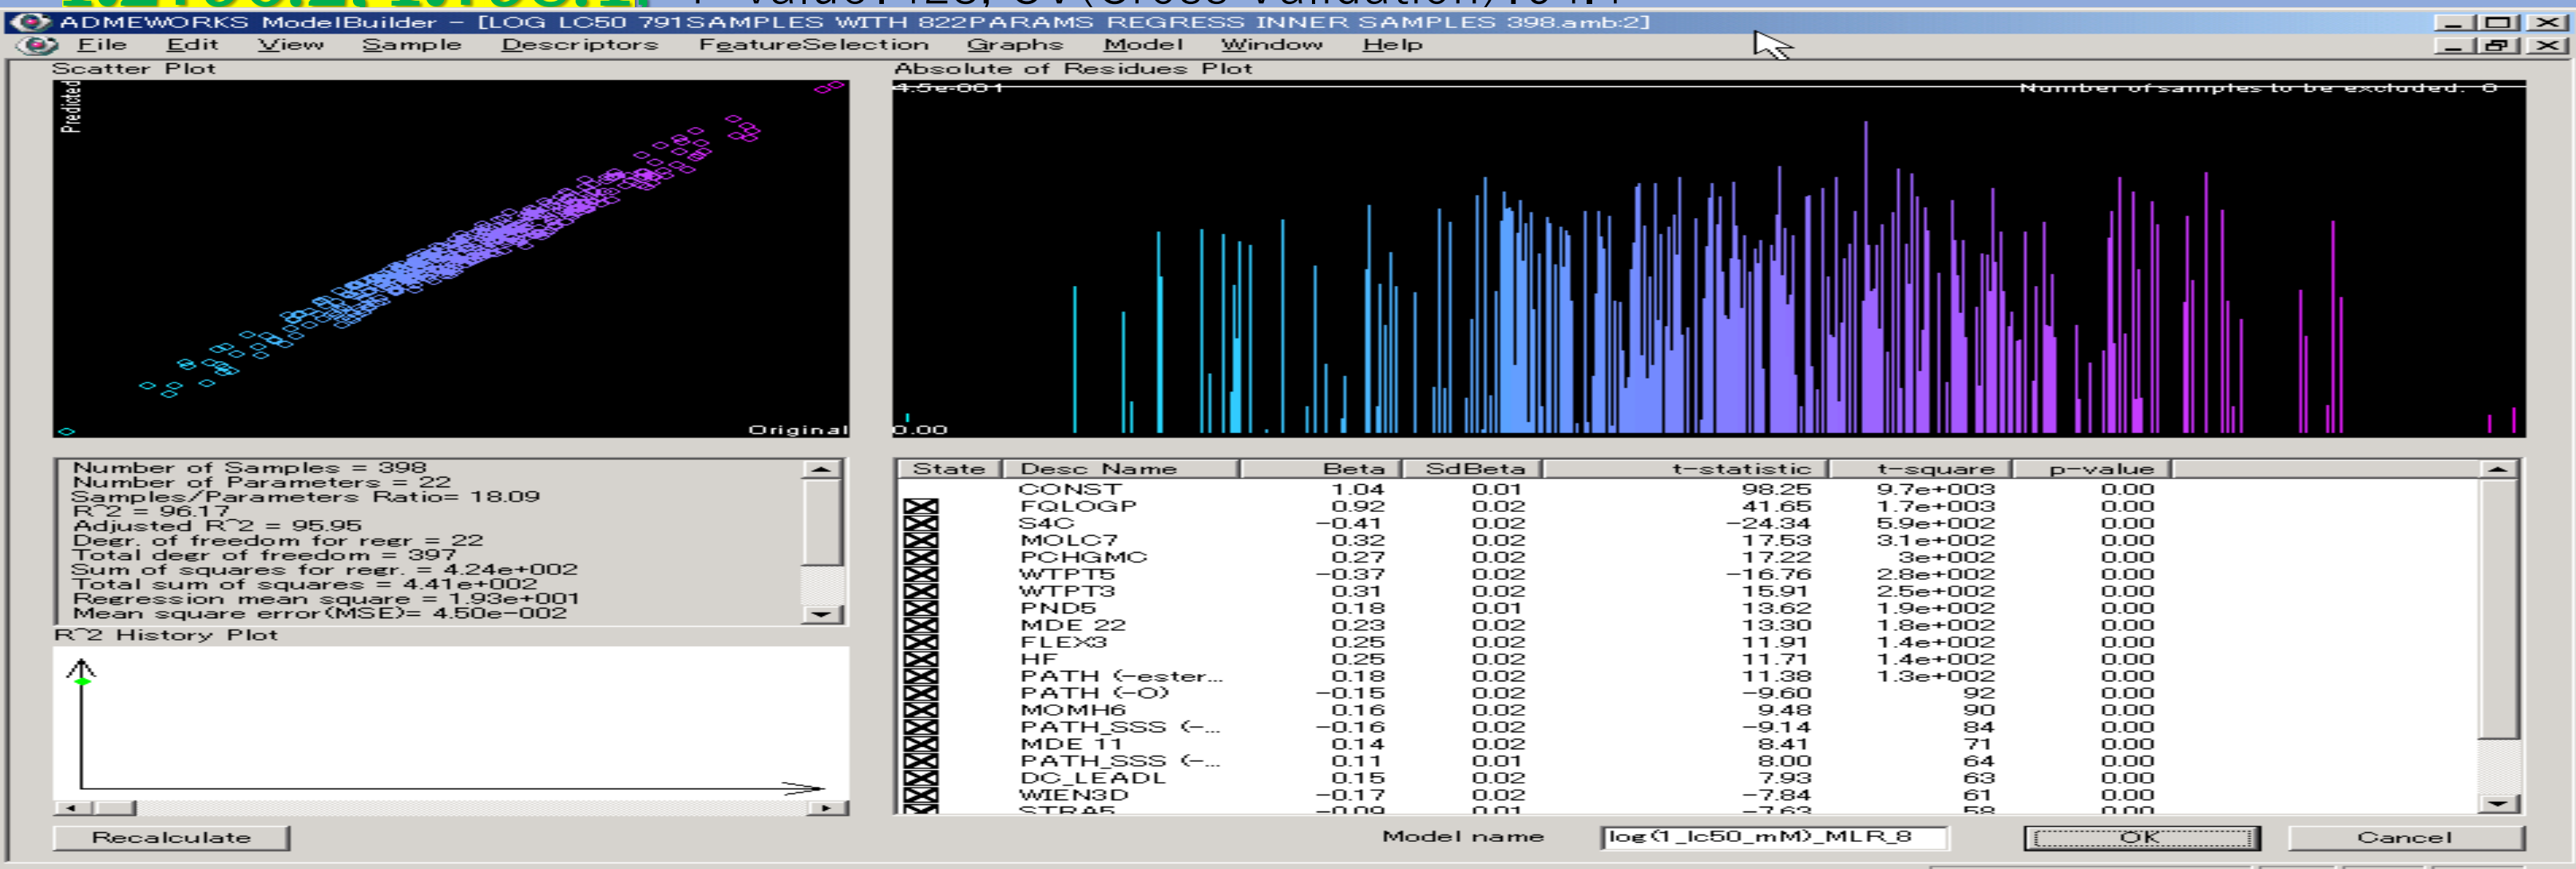 ADMEWORKS ModelBuilder - [LOG LC50 791SAMPLES WITH 822PARAMS REGRESS INNER SAMPLES 398.amb:2]
File Edit View Sample Descriptors FeatureSelection Graphs Model Window Help
Scatter Plot
Absolute of Residues Plot
Predicted
Original
4.5e-001
Number of samples to be excluded: 0
0.00
Number of Samples = 398
Number of Parameters = 22
Samples/Parameters Ratio= 18.09
R^2 = 96.17
Adjusted R^2 = 95.95
Degr. of freedom for regr = 22
Total degr of freedom = 397
Sum of squares for regr. = 4.24e+002
Total sum of squares = 4.41e+002
Regression mean square = 1.93e+001
Mean square error(MSE)= 4.50e-002
R^2 History Plot
State Desc Name Beta SdBeta t-statistic t-square p-value
CONST 1.04 0.01 98.25 9.7e+003 0.00
FQLOGP 0.92 0.02 41.65 1.7e+003 0.00
S4C -0.41 0.02 -24.34 5.9e+002 0.00
MOLC7 0.32 0.02 17.53 3.1e+002 0.00
PCHGMC 0.27 0.02 17.22 3e+002 0.00
WTPT5 -0.37 0.02 -16.76 2.8e+002 0.00
WTPT3 0.31 0.02 15.91 2.5e+002 0.00
PND5 0.18 0.01 13.62 1.9e+002 0.00
MDE 22 0.23 0.02 13.30 1.8e+002 0.00
FLEX3 0.25 0.02 11.91 1.4e+002 0.00
HF 0.25 0.02 11.71 1.4e+002 0.00
PATH (-ester... 0.18 0.02 11.38 1.3e+002 0.00
PATH (-O) -0.15 0.02 -9.60 92 0.00
MOMH6 0.16 0.02 9.48 90 0.00
PATH_SSS (-... -0.16 0.02 -9.14 84 0.00
MDE 11 0.14 0.02 8.41 71 0.00
PATH_SSS (-... 0.11 0.01 8.00 64 0.00
DC_LEADL 0.15 0.02 7.93 63 0.00
WIEN3D -0.17 0.02 -7.84 61 0.00
STRA5 -0.09 0.01 -7.63 58 0.00
Recalculate
Model name log(1_lc50_mM)_MLR_8 OK Cancel